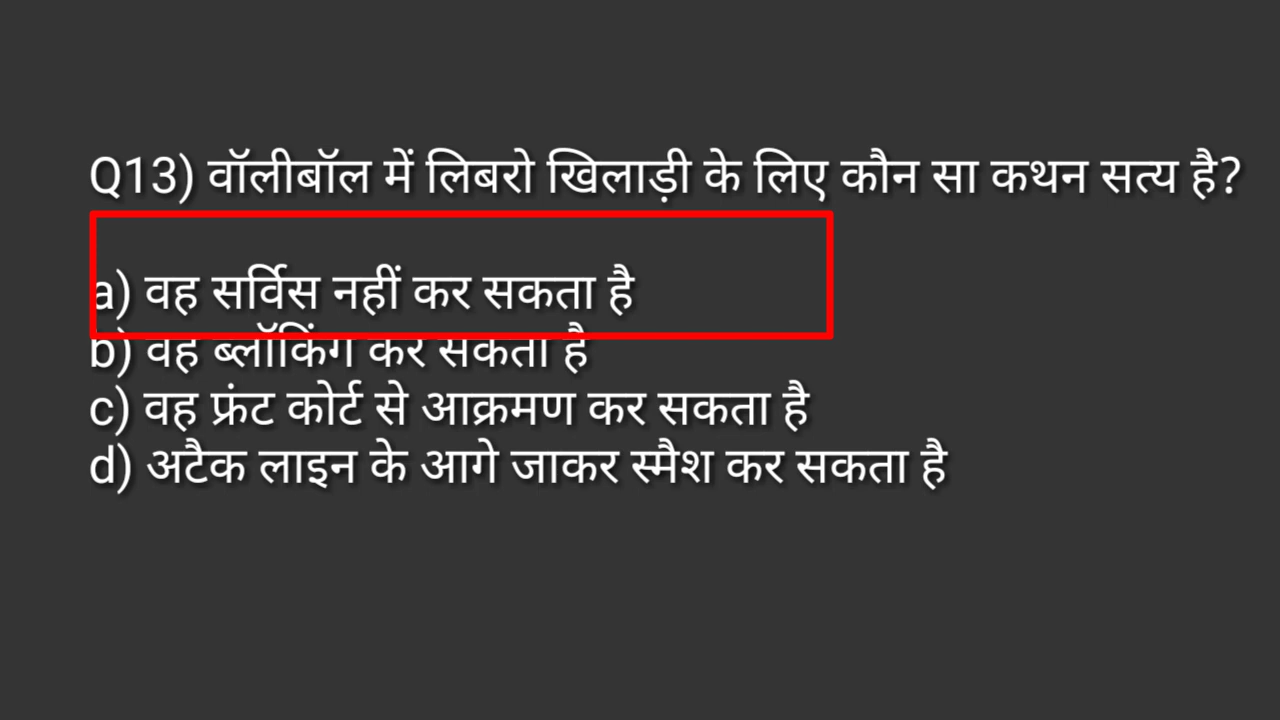 Q13) वॉलीबॉल में लिबरो खिलाड़ी के लिए कौन सा कथन सत्य है?
a) वह सर्विस नहीं कर सकता है
b) वह ब्लॉकिंग कर सकता है
c) वह फ्रंट कोर्ट से आक्रमण कर सकता है
d) अटैक लाइन के आगे जाकर स्मैश कर सकता है